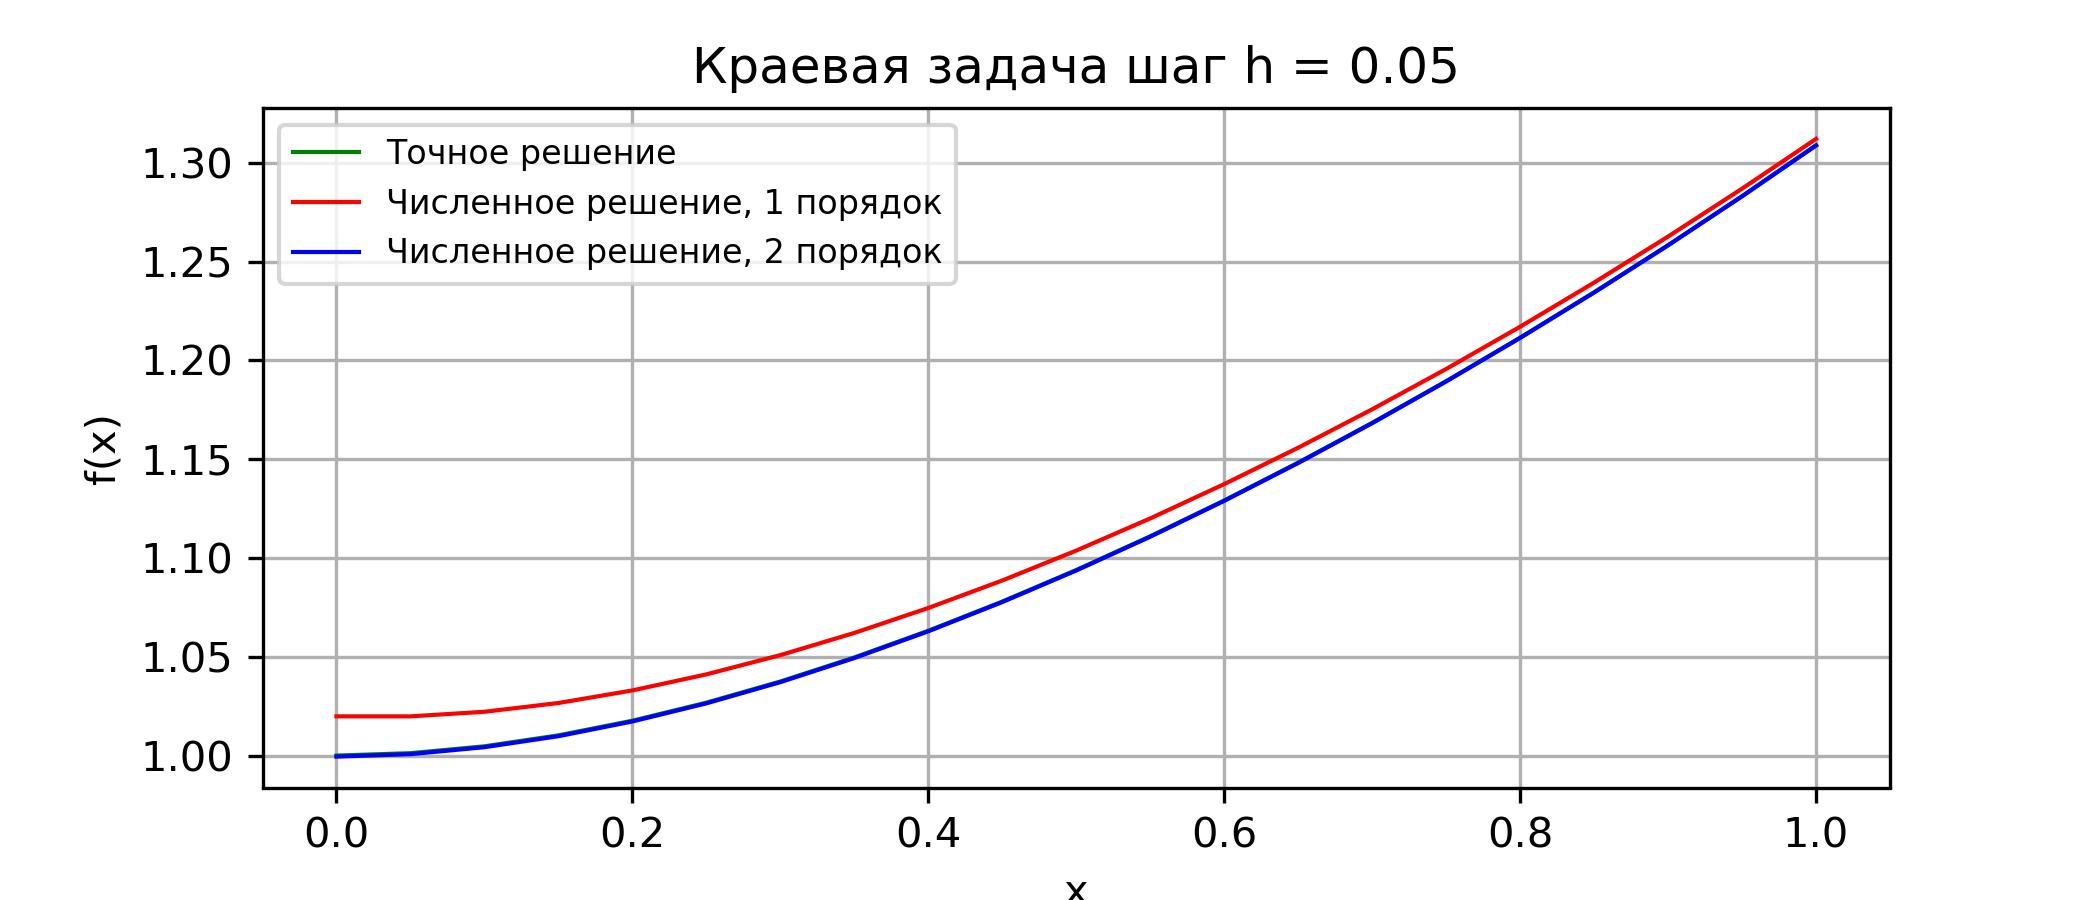 Краевая задача шаг h = 0.05
Точное решение
Численное решение, 1 порядок
Численное решение, 2 порядок
f(x)
1.30
1.25
1.20
1.15
1.10
1.05
1.00
0.0 0.2 0.4 0.6 0.8 1.0
x